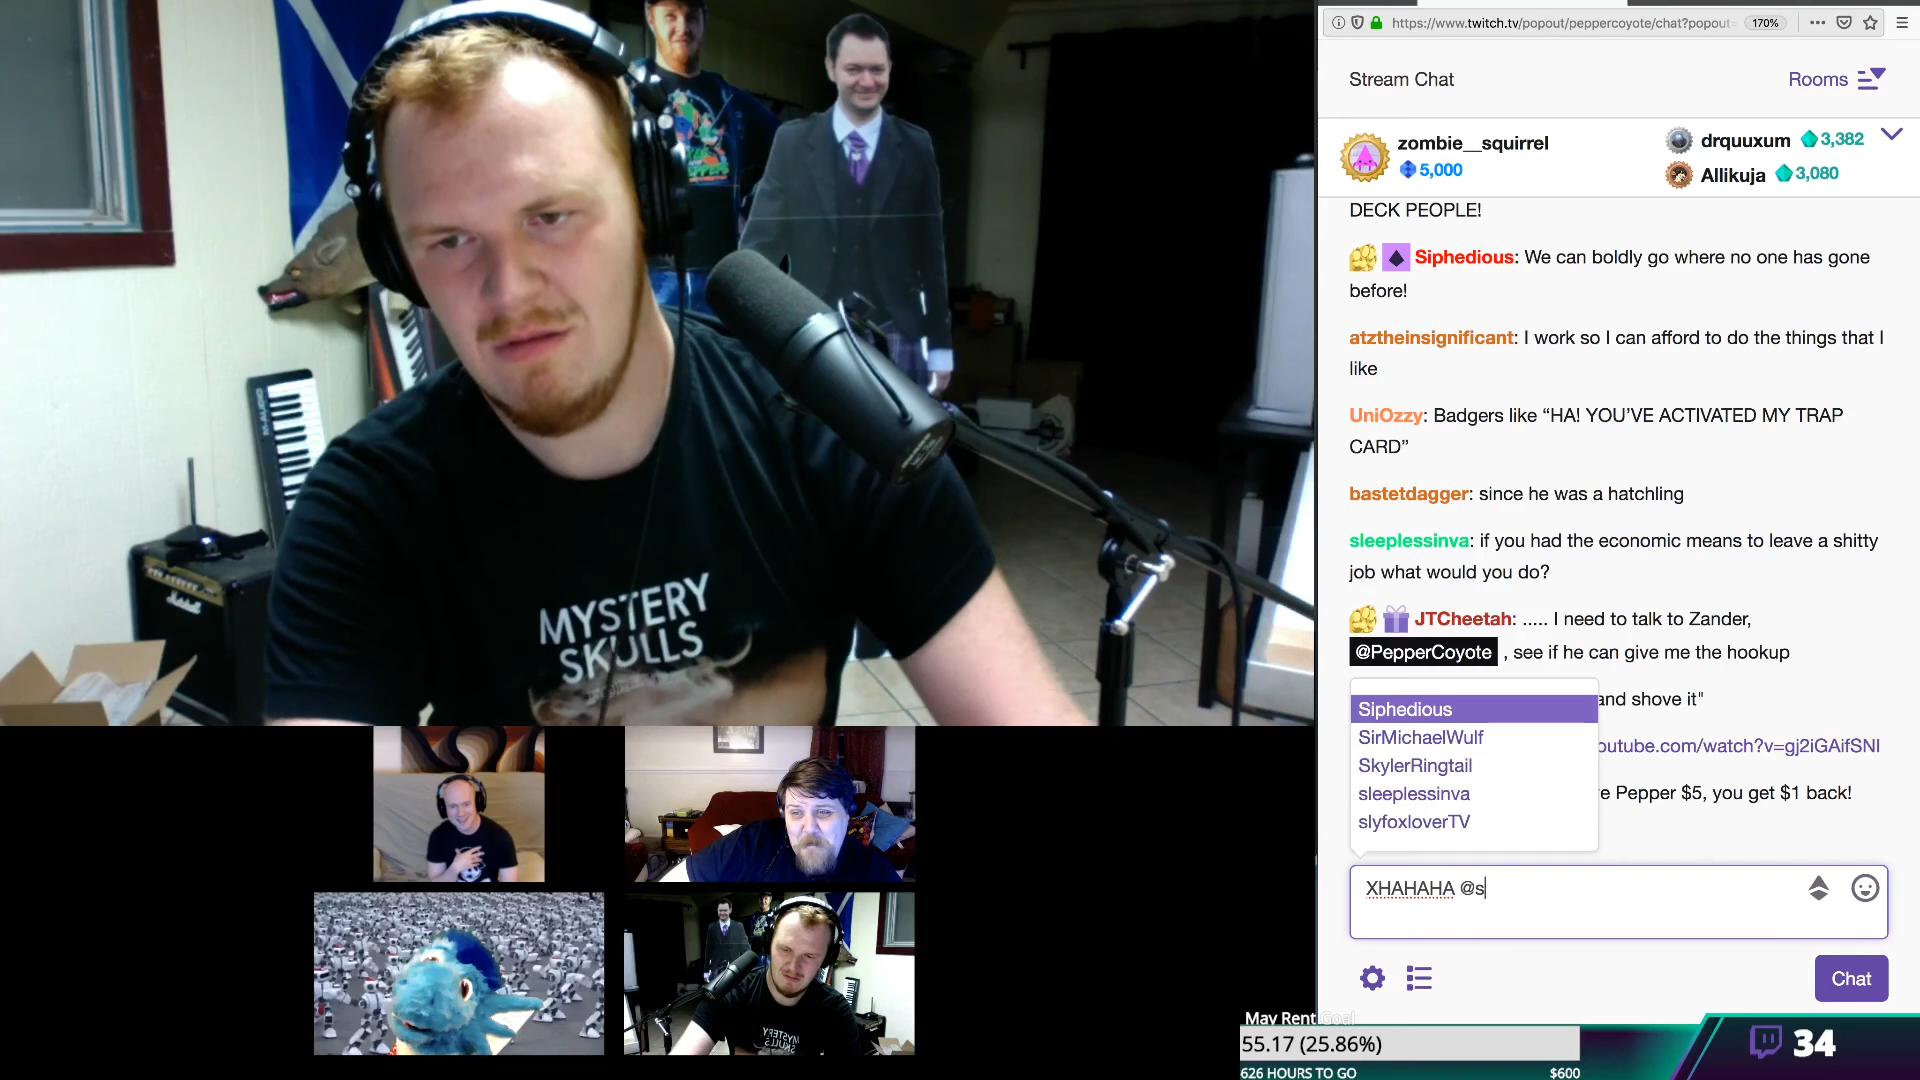 https://www.twitch.tv/popout/peppercoyote/chat?popout=
170%
Stream Chat
Rooms
zombie__squirrel
5,000
drquuxum 3,382
Allikuja 3,080
DECK PEOPLE!
Siphedious: We can boldly go where no one has gone
before!
atztheinsignificant: I work so I can afford to do the things that I
like
UniOzzy: Badgers like “HA! YOU’VE ACTIVATED MY TRAP
CARD”
bastetdagger: since he was a hatchling
sleeplessinva: if you had the economic means to leave a shitty
job what would you do?
JTCheetah: ..... I need to talk to Zander,
@PepperCoyote , see if he can give me the hookup
and shove it"
outube.com/watch?v=gj2iGAifSNI
e Pepper $5, you get $1 back!
Siphedious
SirMichaelWulf
SkylerRingtail
sleeplessinva
slyfoxloverTV
XHAHAHA @s
Chat
May Rent Goal
55.17 (25.86%)
626 HOURS TO GO $600
34
M-AUDIO
MYSTERY
SKULLS
MYSTERY
SKULLS